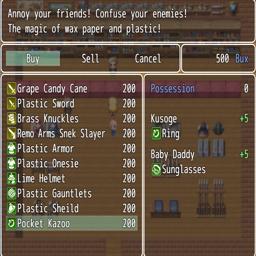 Annoy your friends! Confuse your enemies!
The magic of wax paper and plastic!
Buy Sell Cancel 500 Bux
Grape Candy Cane 200
Plastic Sword 200
Brass Knuckles 200
Remo Arms Snek Slayer 200
Plastic Armor 200
Plastic Onesie 200
Lime Helmet 200
Plastic Gauntlets 200
Plastic Sheild 200
Pocket Kazoo 200
Possession 0
Kusoge +5
Ring
Baby Daddy +5
Sunglasses